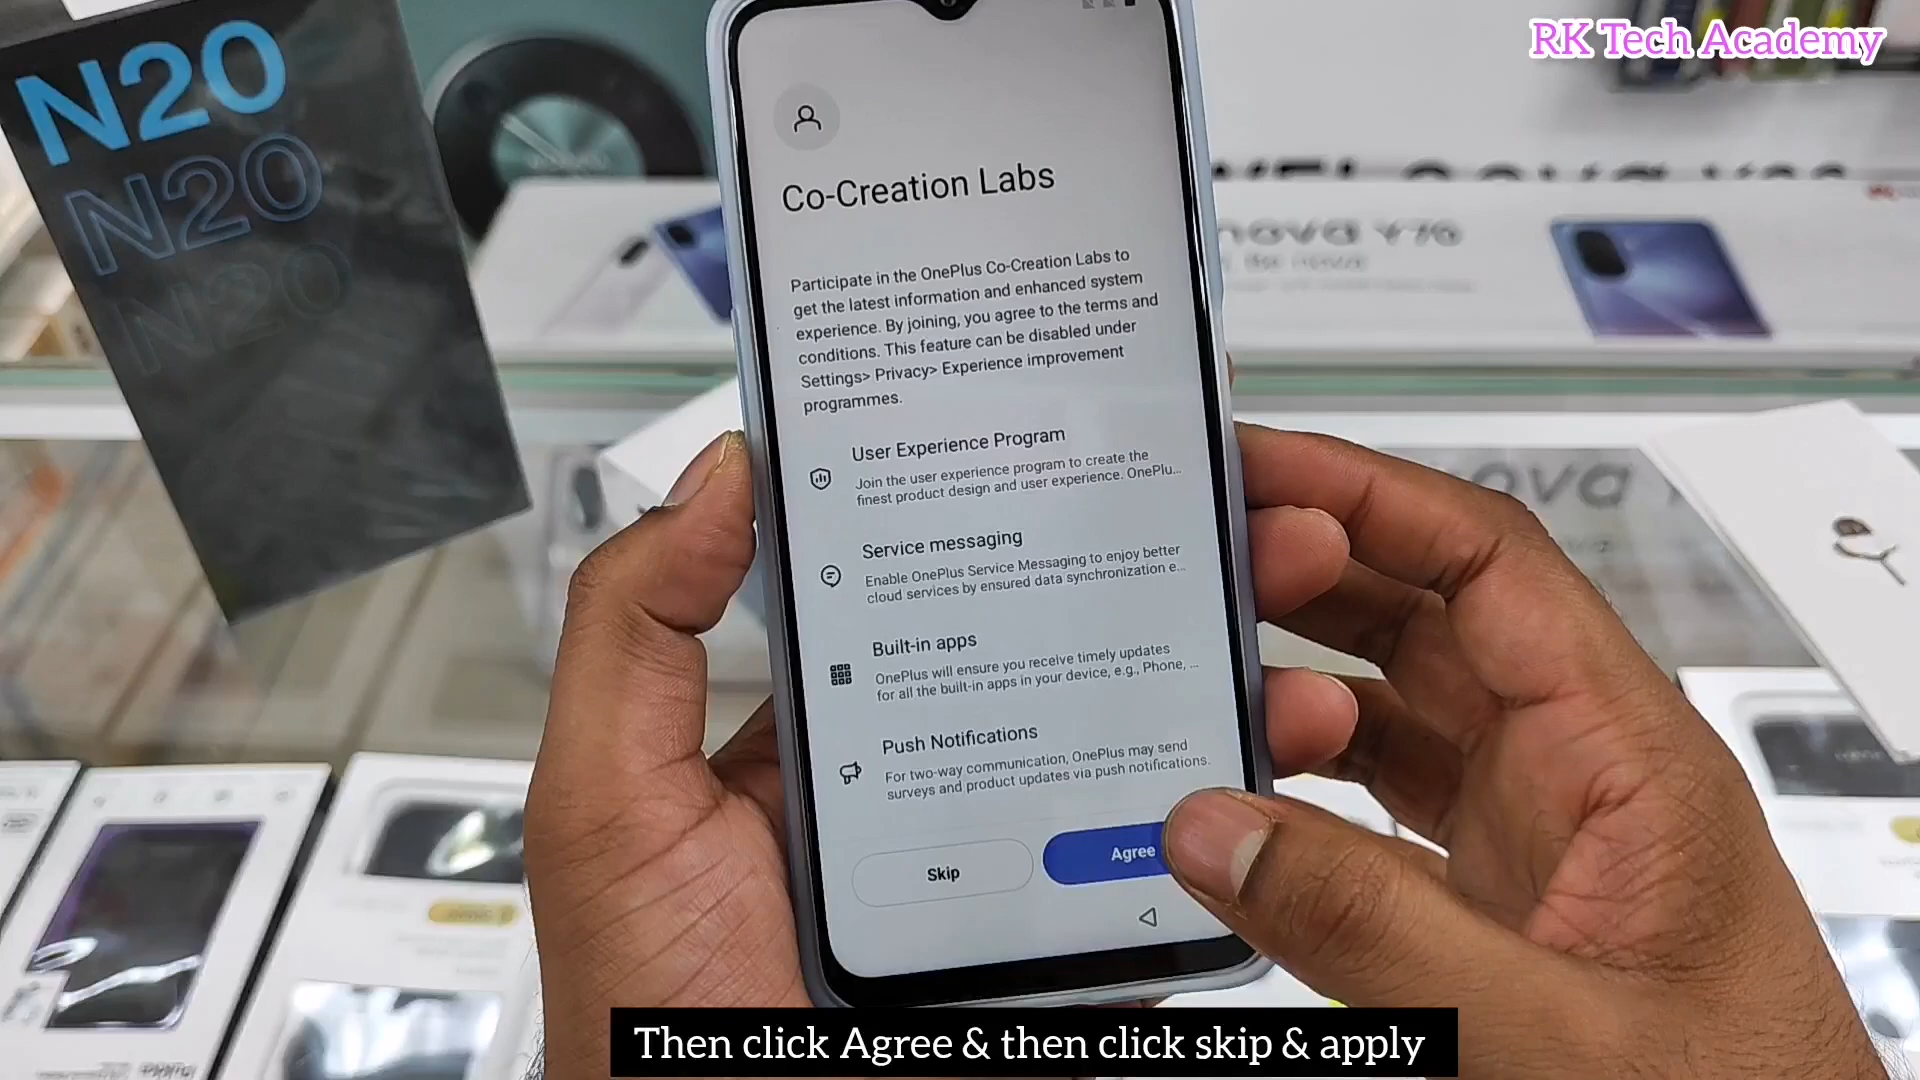 RK Tech Academy
N20
N20
N20
nova Y70
Co-Creation Labs
Participate in the OnePlus Co-Creation Labs to
get the latest information and enhanced system
experience. By joining, you agree to the terms and
conditions. This feature can be disabled under
Settings> Privacy> Experience improvement
programmes.
User Experience Program
Join the user experience program to create the
finest product design and user experience. OnePlu...
Service messaging
Enable OnePlus Service Messaging to enjoy better
cloud services by ensured data synchronization e...
Built-in apps
OnePlus will ensure you receive timely updates
for all the built-in apps in your device, e.g., Phone, ...
Push Notifications
For two-way communication, OnePlus may send
surveys and product updates via push notifications.
Skip
Agree
Then click Agree & then click skip & apply